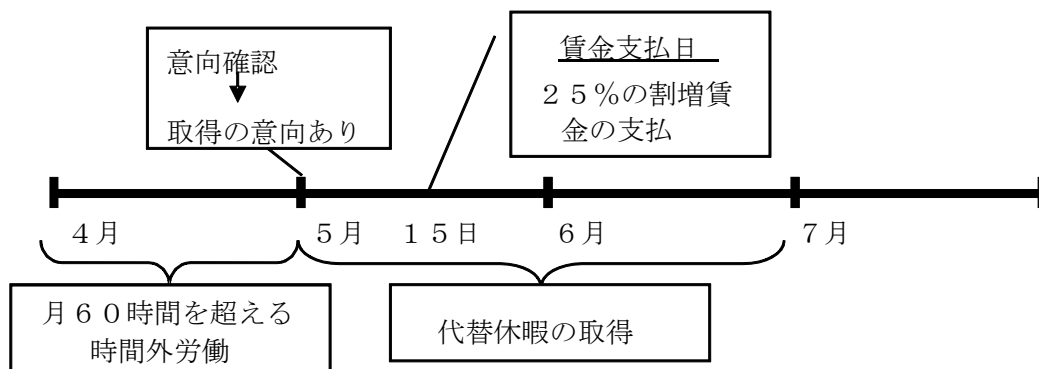 意向確認
取得の意向あり
賃金支払日
２５％の割増賃
金の支払
４月
５月
１５日
６月
７月
月６０時間を超える
時間外労働
代替休暇の取得